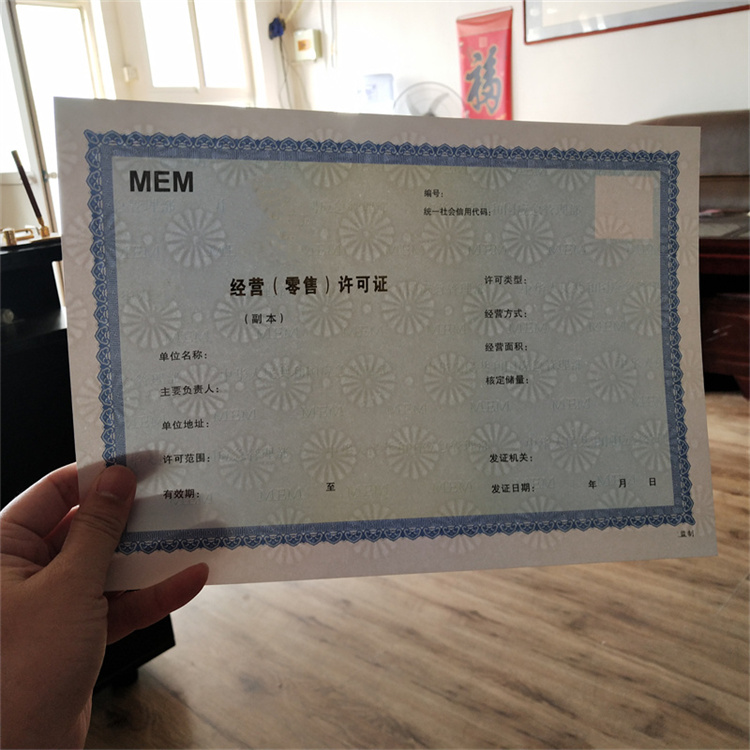 福
MEM
编号：
统一社会信用代码：
经营（零售）许可证
（副本）
许可类型：
经营方式：
单位名称：
经营面积：
主要负责人：
核定储量：
单位地址：
许可范围：
发证机关：
有效期： 至
发证日期： 年 月 日
监制